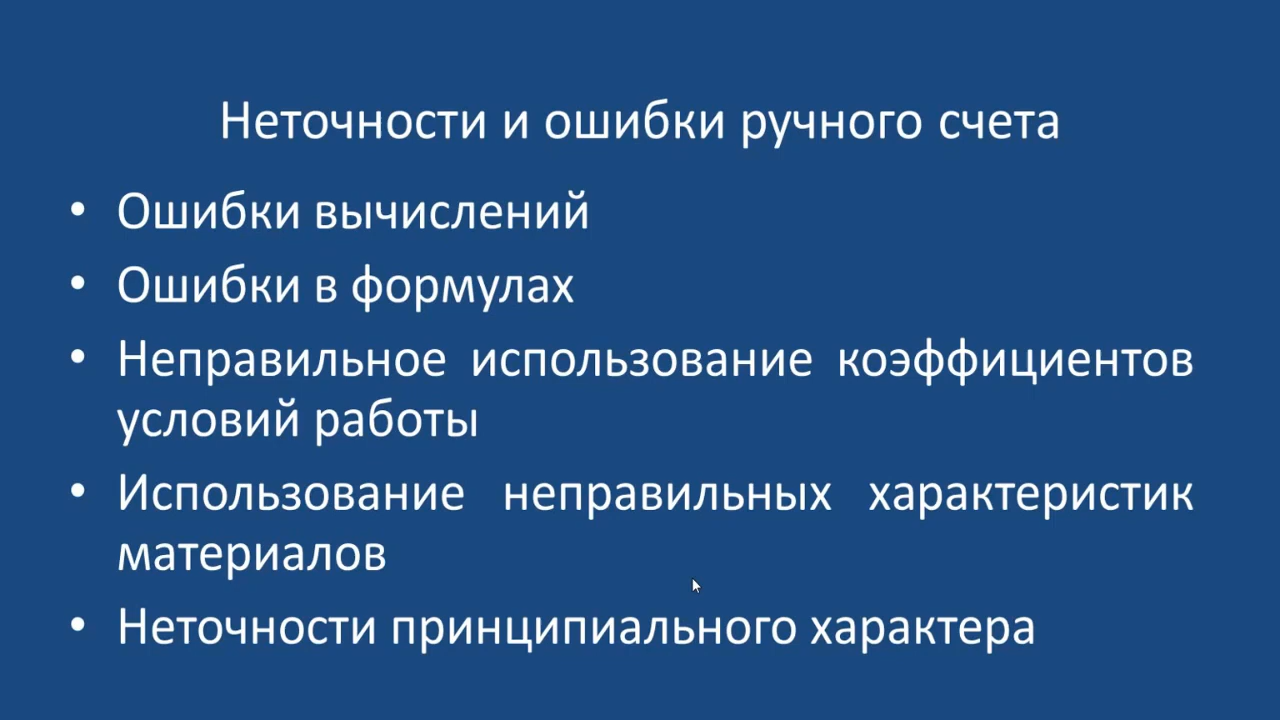 Неточности и ошибки ручного счета
• Ошибки вычислений
• Ошибки в формулах
• Неправильное использование коэффициентов
условий работы
• Использование неправильных характеристик
материалов
• Неточности принципиального характера